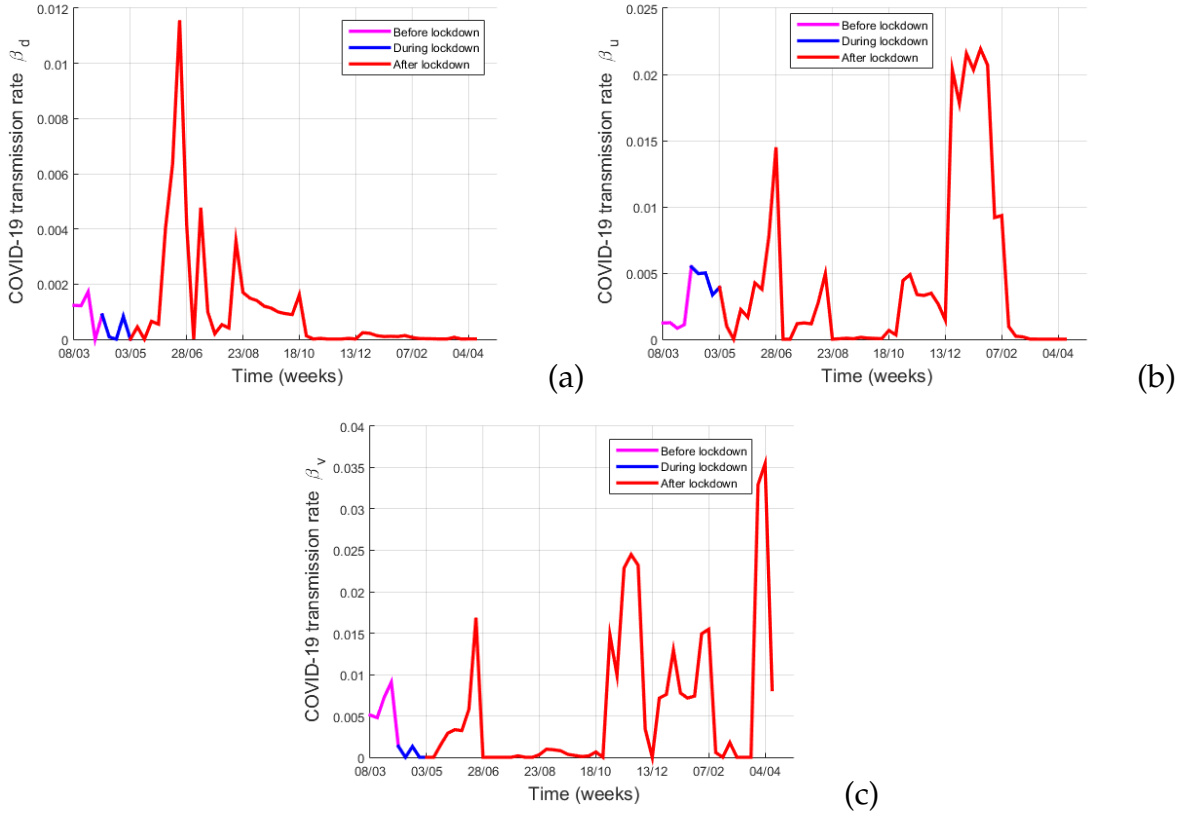 COVID-19 transmission rate β_d
0.012
0.01
0.008
0.006
0.004
0.002
0
Before lockdown
During lockdown
After lockdown
08/03 03/05 28/06 23/08 18/10 13/12 07/02 04/04
Time (weeks)
(a)
COVID-19 transmission rate β_u
0.025
0.02
0.015
0.01
0.005
0
Before lockdown
During lockdown
After lockdown
08/03 03/05 28/06 23/08 18/10 13/12 07/02 04/04
Time (weeks)
(b)
COVID-19 transmission rate β_v
0.04
0.035
0.03
0.025
0.02
0.015
0.01
0.005
0
Before lockdown
During lockdown
After lockdown
08/03 03/05 28/06 23/08 18/10 13/12 07/02 04/04
Time (weeks)
(c)